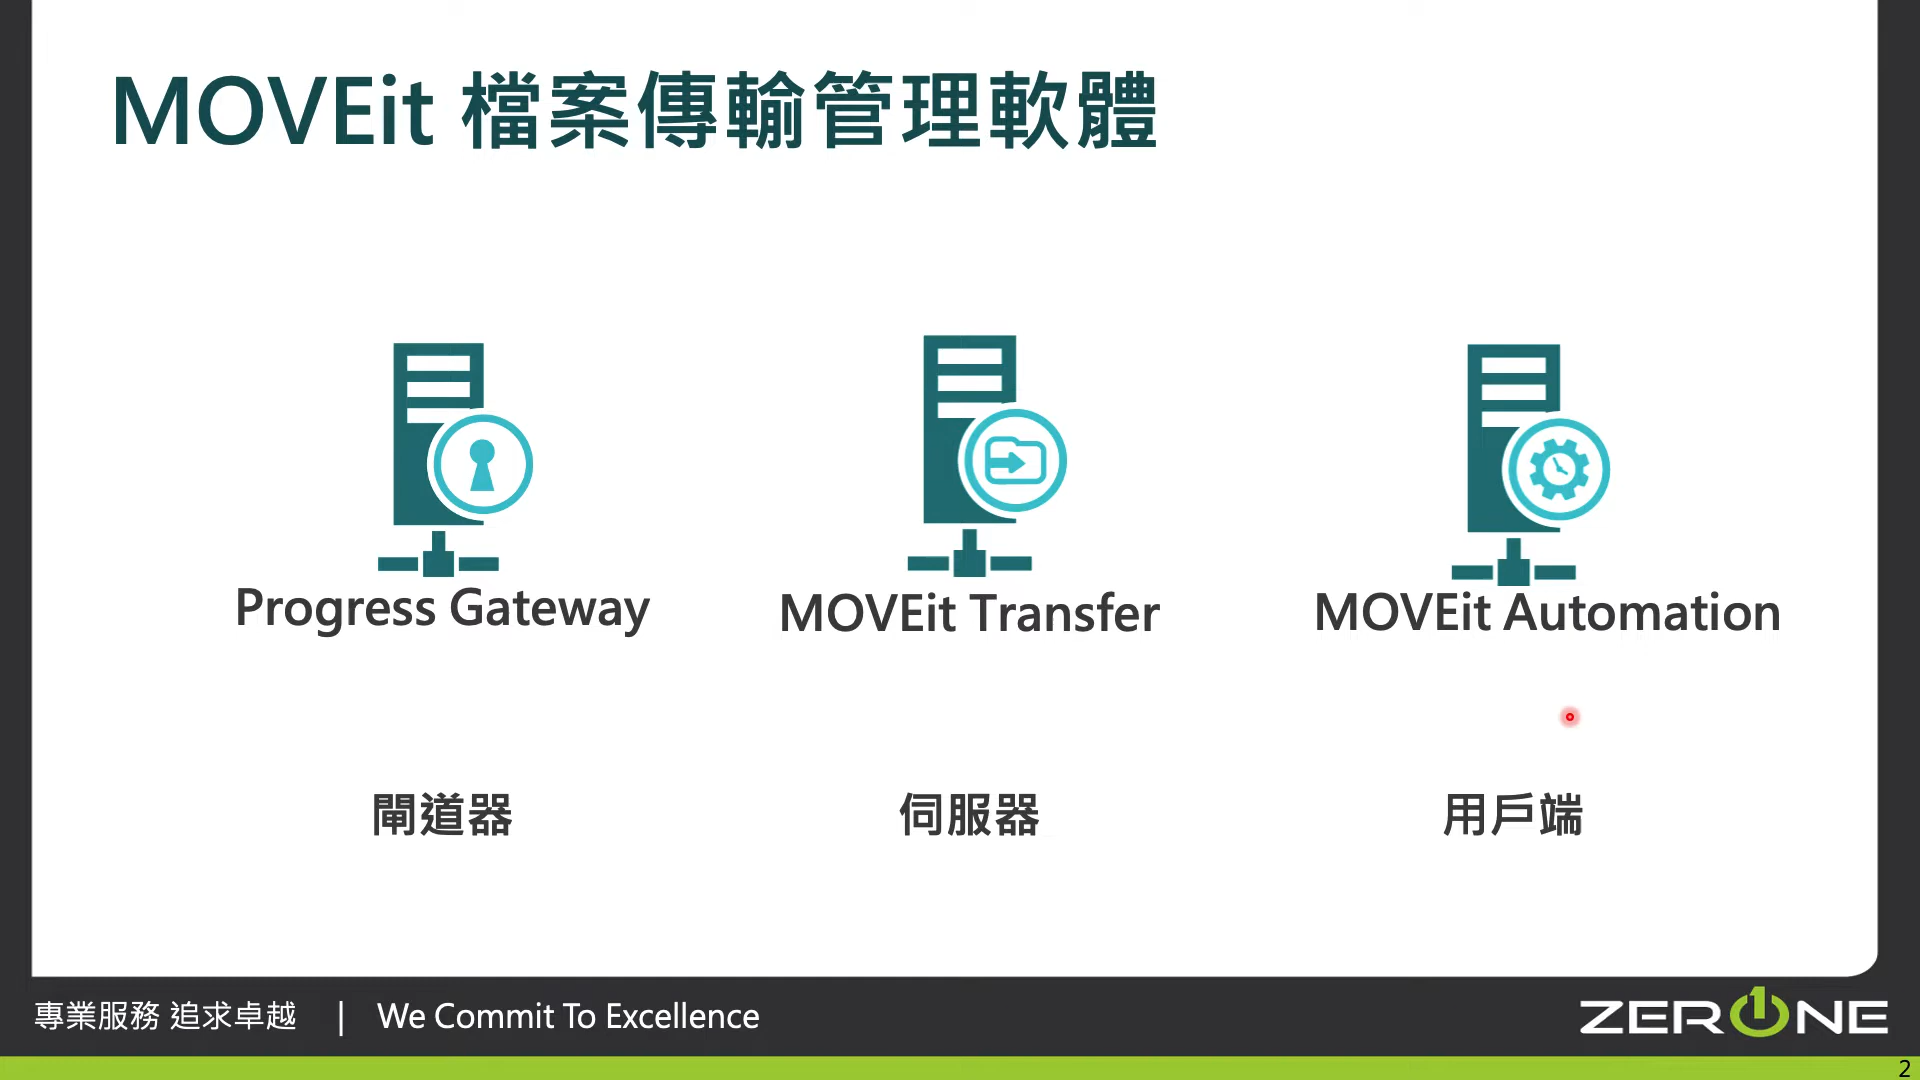 MOVEit 檔案傳輸管理軟體
Progress Gateway
MOVEit Transfer
MOVEit Automation
閘道器
伺服器
用戶端
專業服務 追求卓越 | We Commit To Excellence
ZERONE
2